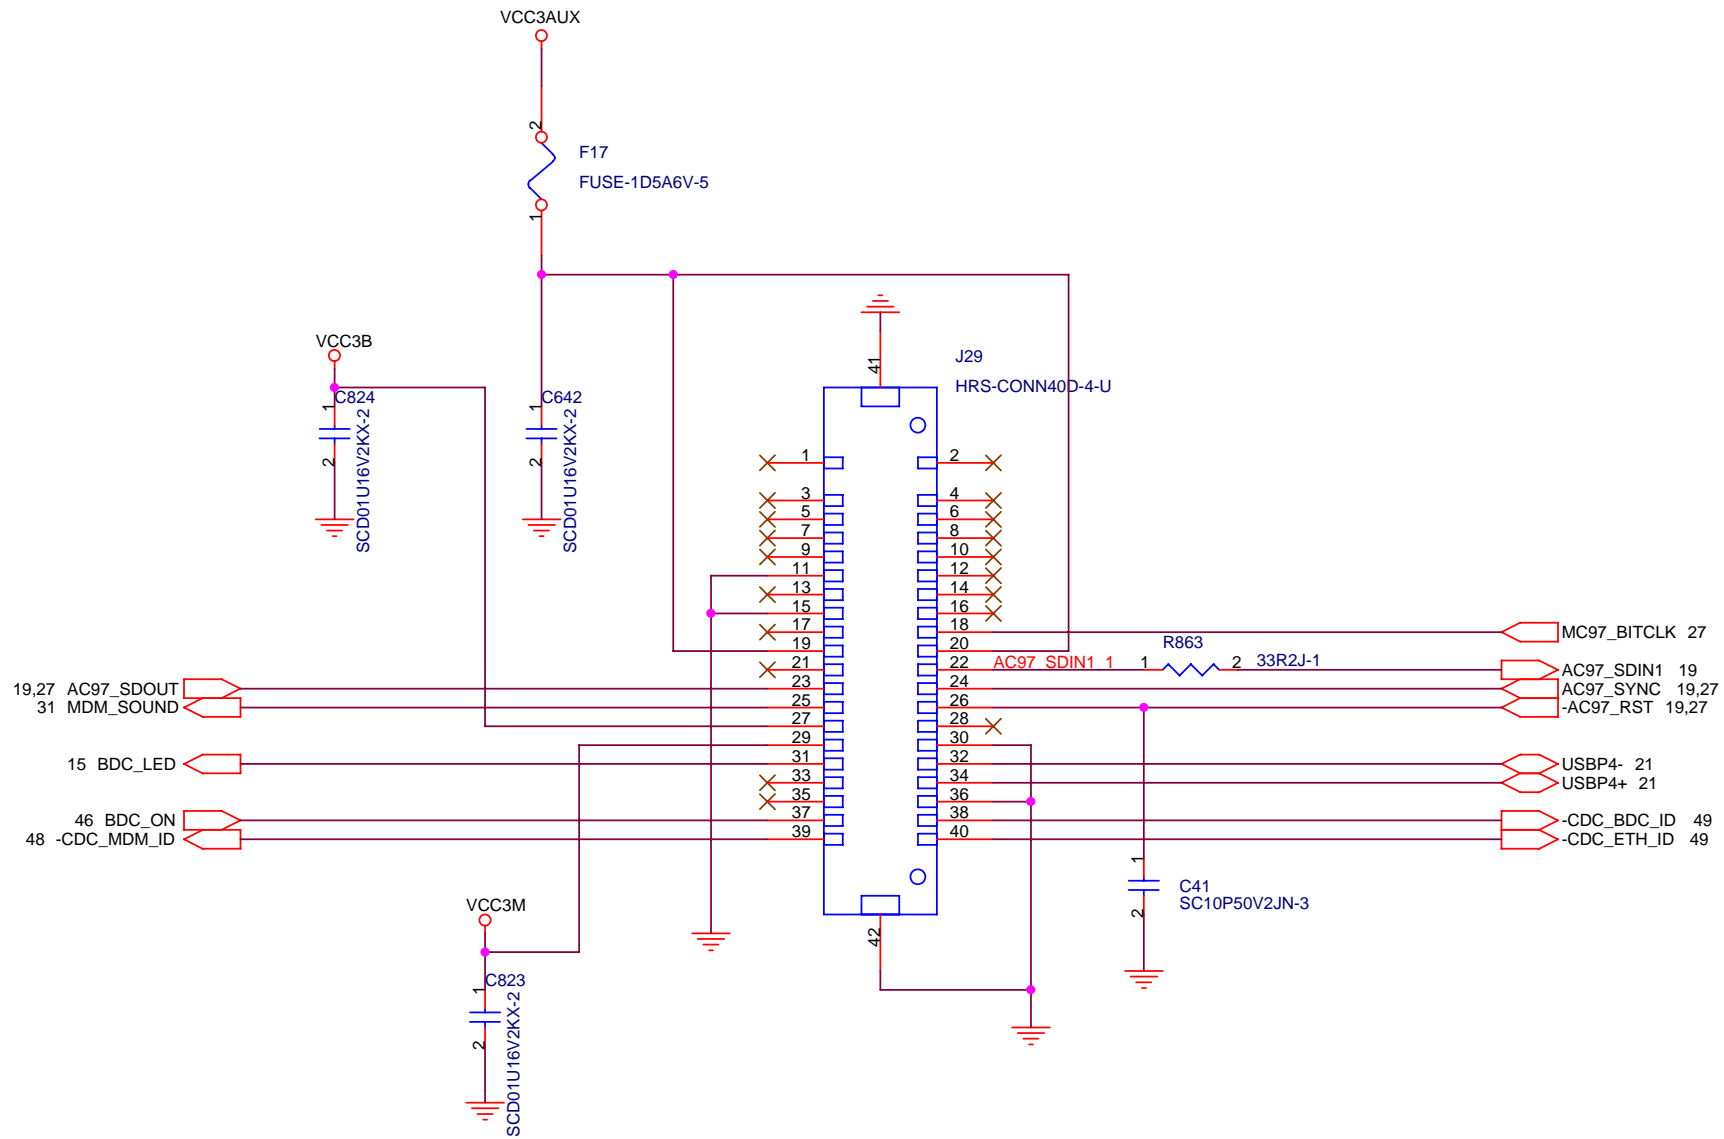 VCC3AUX
2
F17
FUSE-1D5A6V-5
1
VCC3B
C824
1
2
SCD01U16V2KX-2
C642
1
2
SCD01U16V2KX-2
J29
HRS-CONN40D-4-U
41
1 2
3 4
5 6
7 8
9 10
11 12
13 14
15 16
17 18 MC97_BITCLK 27
19 20
R863
21 22 AC97_SDIN1_1 1 2 33R2J-1 AC97_SDIN1 19
19,27 AC97_SDOUT 23 24 AC97_SYNC 19,27
31 MDM_SOUND 25 26 -AC97_RST 19,27
27 28
29 30
15 BDC_LED 31 32 USBP4- 21
33 34 USBP4+ 21
35 36
46 BDC_ON 37 38 -CDC_BDC_ID 49
48 -CDC_MDM_ID 39 40 -CDC_ETH_ID 49
1
C41
SC10P50V2JN-3
2
42
VCC3M
C823
1
2
SCD01U16V2KX-2